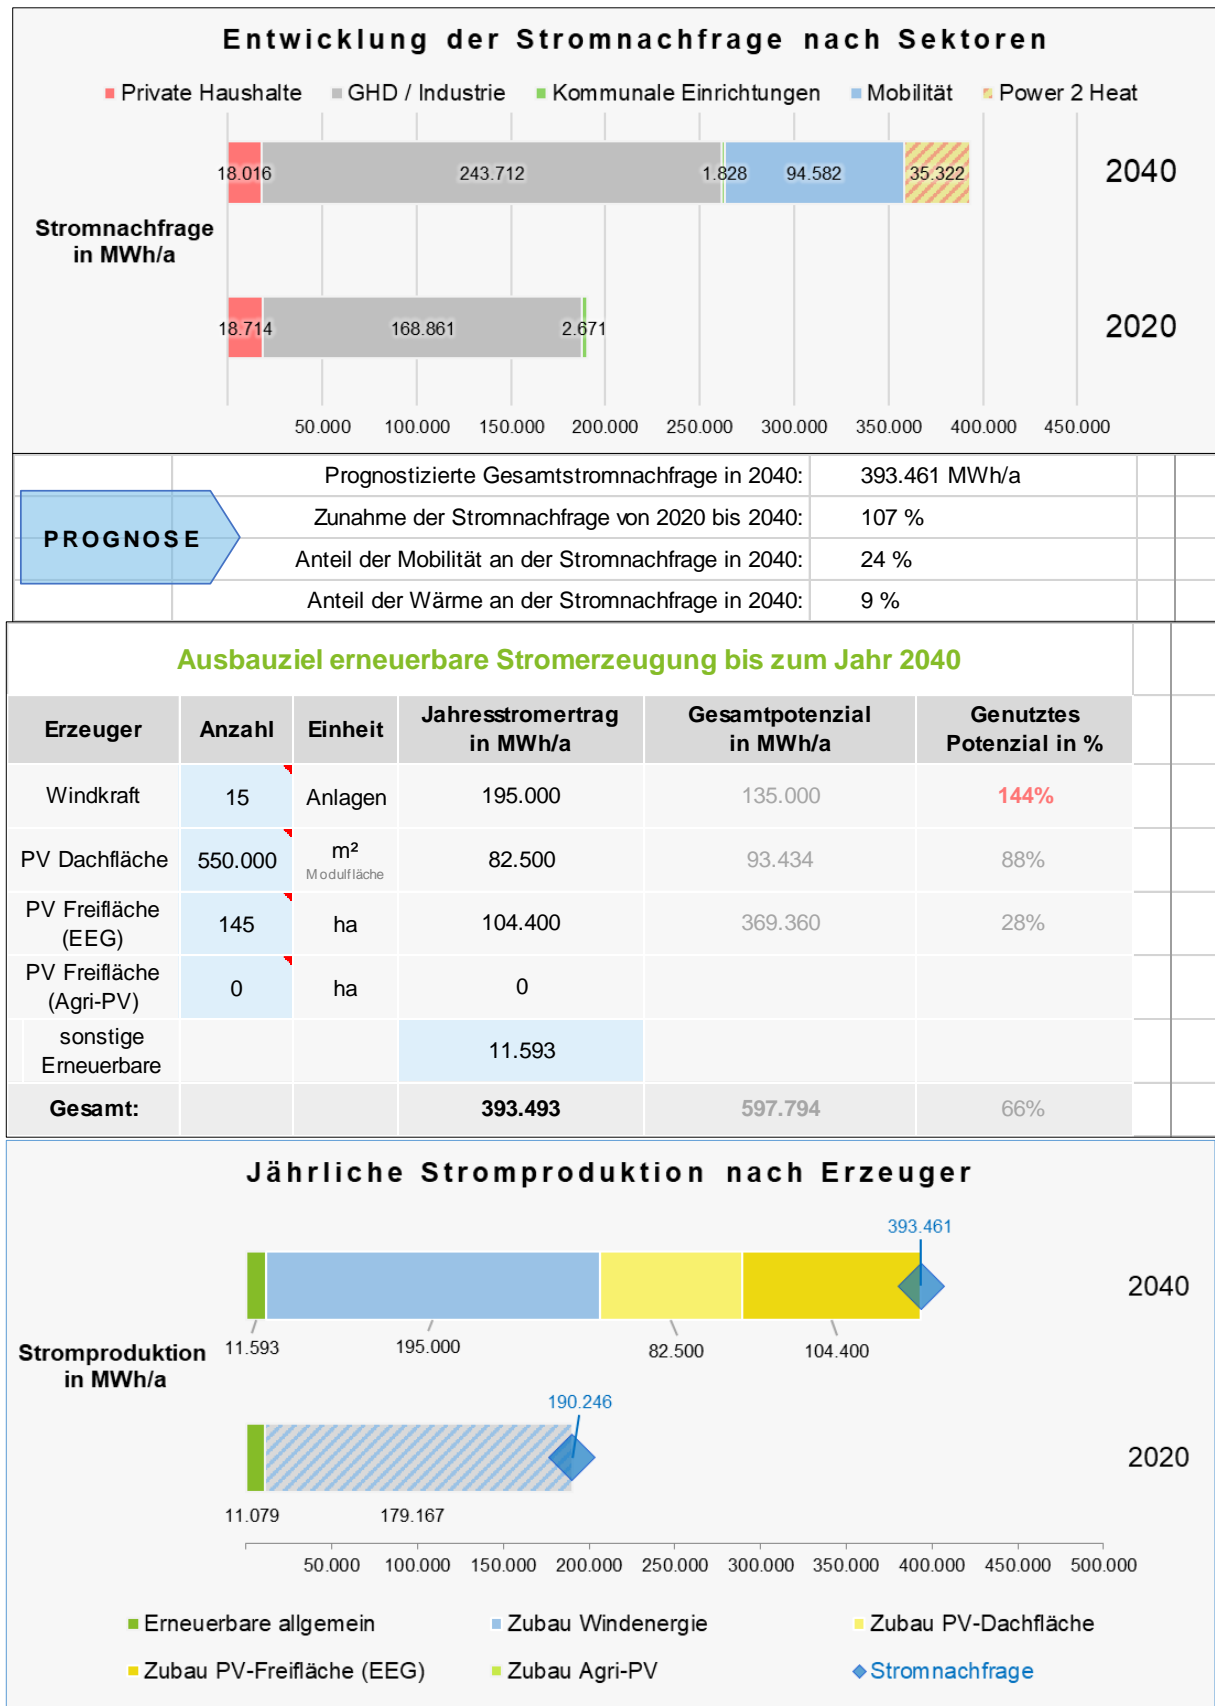 Entwicklung der Stromnachfrage nach Sektoren
Private Haushalte GHD / Industrie Kommunale Einrichtungen Mobilität Power 2 Heat
18.016 243.712 1.828 94.582 35.322 2040
Stromnachfrage
in MWh/a
18.714 168.861 2.671 2020
50.000 100.000 150.000 200.000 250.000 300.000 350.000 400.000 450.000
PROGNOSE
Prognostizierte Gesamtstromnachfrage in 2040: 393.461 MWh/a
Zunahme der Stromnachfrage von 2020 bis 2040: 107 %
Anteil der Mobilität an der Stromnachfrage in 2040: 24 %
Anteil der Wärme an der Stromnachfrage in 2040: 9 %
Ausbauziel erneuerbare Stromerzeugung bis zum Jahr 2040
Erzeuger Anzahl Einheit Jahresstromertrag in MWh/a Gesamtpotenzial in MWh/a Genutztes Potenzial in %
Windkraft 15 Anlagen 195.000 135.000 144%
PV Dachfläche 550.000 m² Modulfläche 82.500 93.434 88%
PV Freifläche (EEG) 145 ha 104.400 369.360 28%
PV Freifläche (Agri-PV) 0 ha 0
sonstige Erneuerbare 11.593
Gesamt: 393.493 597.794 66%
Jährliche Stromproduktion nach Erzeuger
393.461
2040
11.593 195.000 82.500 104.400
Stromproduktion
in MWh/a
190.246
2020
11.079 179.167
50.000 100.000 150.000 200.000 250.000 300.000 350.000 400.000 450.000 500.000
Erneuerbare allgemein Zubau Windenergie Zubau PV-Dachfläche
Zubau PV-Freifläche (EEG) Zubau Agri-PV Stromnachfrage